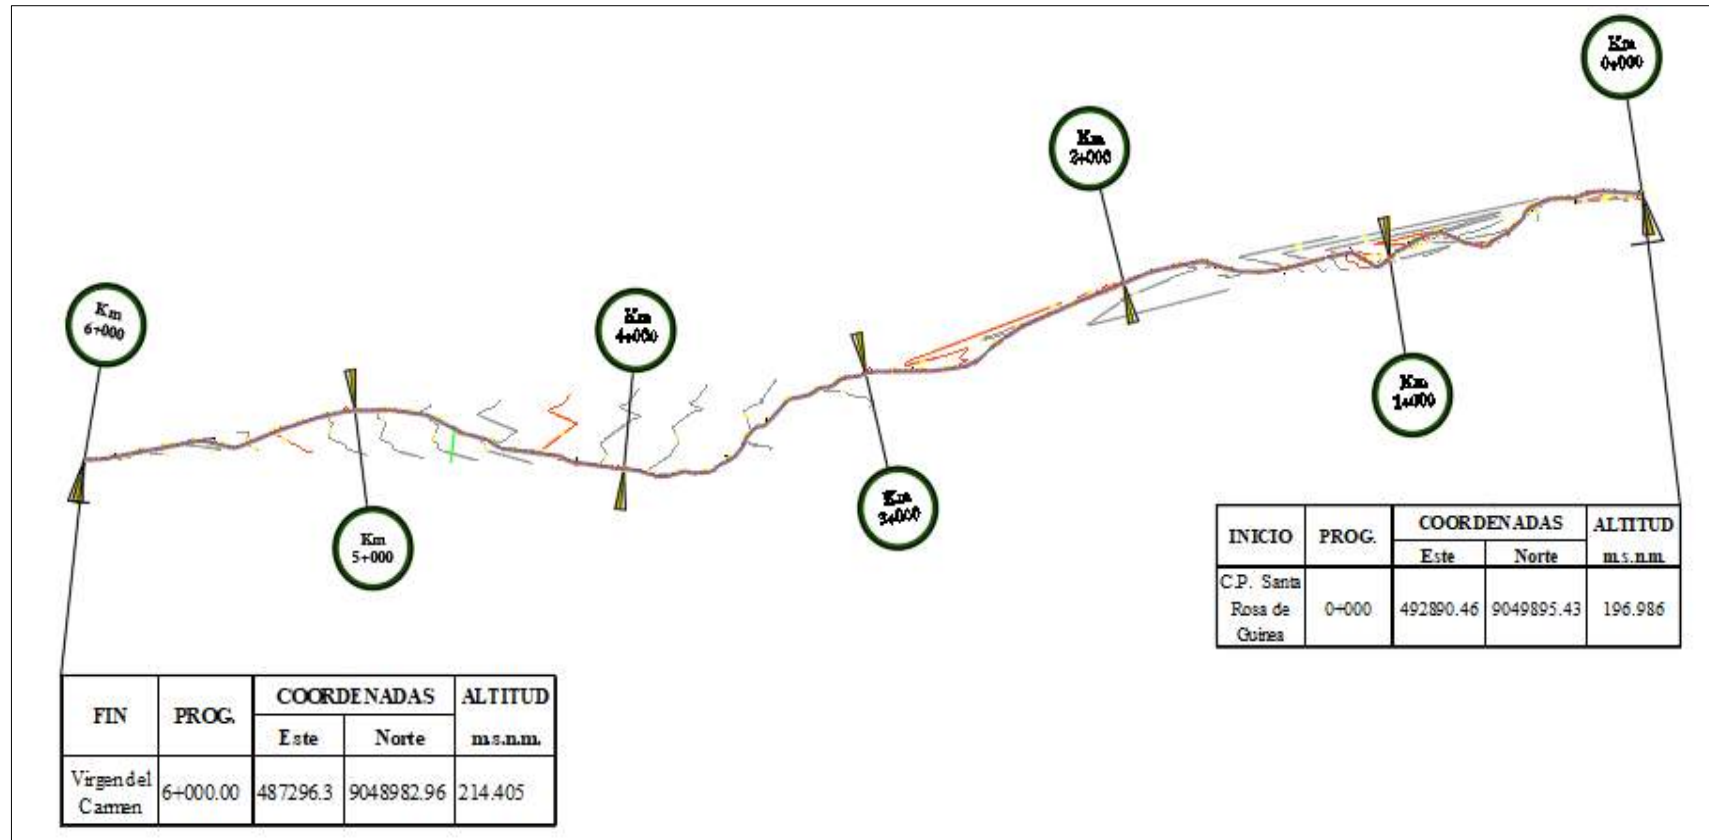 Km
0+000
Km
2+000
Km
6+000
Km
4+000
Km
1+000
Km
3+000
Km
5+000
INICIO PROG. COORDENADAS ALTITUD
Este Norte m.s.n.m.
C.P. Santa
Rosa de 0+000 492890.46 9049895.43 196.986
Guinea
FIN PROG. COORDENADAS ALTITUD
Este Norte m.s.n.m.
Virgen del
Carmen 6+000.00 487296.3 9048982.96 214.405